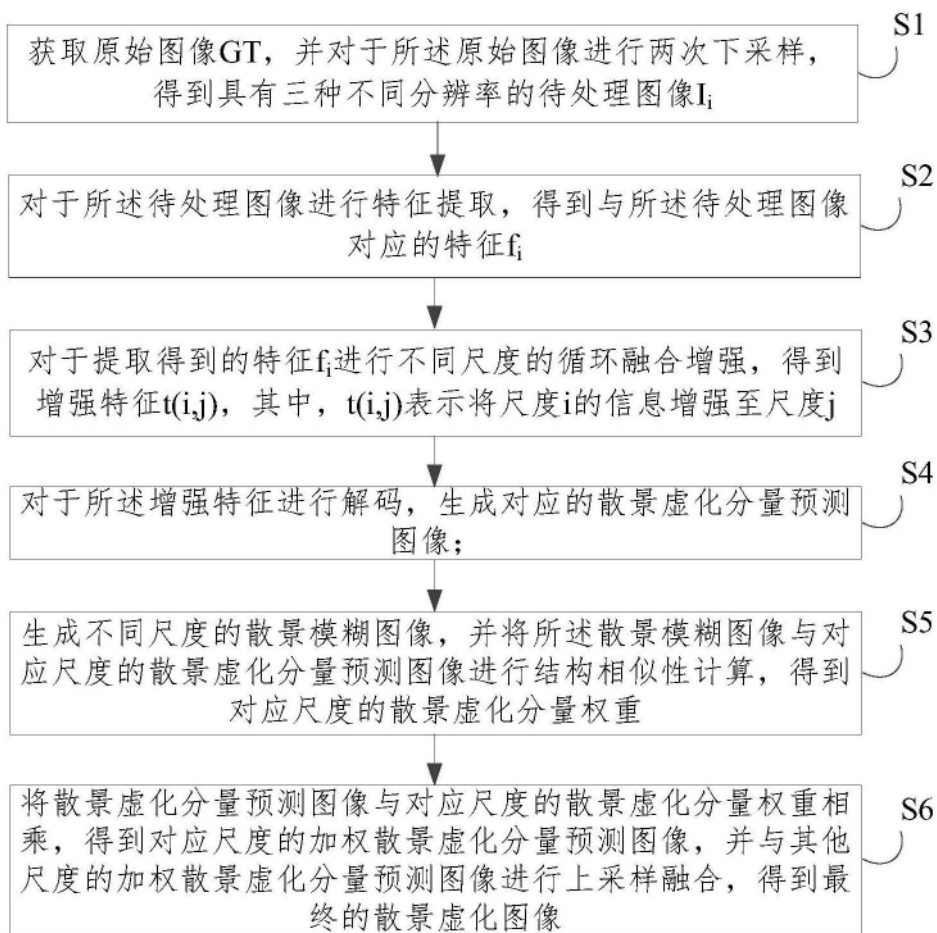 获取原始图像GT，并对于所述原始图像进行两次下采样，
得到具有三种不同分辨率的待处理图像Ii
S1
对于所述待处理图像进行特征提取，得到与所述待处理图像
对应的特征fi
S2
对于提取得到的特征fi进行不同尺度的循环融合增强，得到
增强特征t(i,j)，其中，t(i,j)表示将尺度i的信息增强至尺度j
S3
对于所述增强特征进行解码，生成对应的散景虚化分量预测
图像；
S4
生成不同尺度的散景模糊图像，并将所述散景模糊图像与对
应尺度的散景虚化分量预测图像进行结构相似性计算，得到
对应尺度的散景虚化分量权重
S5
将散景虚化分量预测图像与对应尺度的散景虚化分量权重相
乘，得到对应尺度的加权散景虚化分量预测图像，并与其他
尺度的加权散景虚化分量预测图像进行上采样融合，得到最
终的散景虚化图像
S6